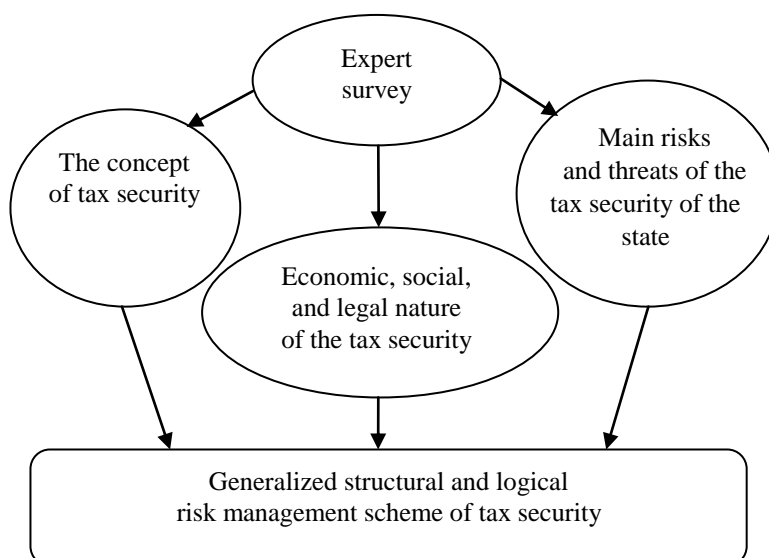 Expert
survey
The concept
of tax security
Main risks
and threats of the
tax security of the
state
Economic, social,
and legal nature
of the tax security
Generalized structural and logical
risk management scheme of tax security